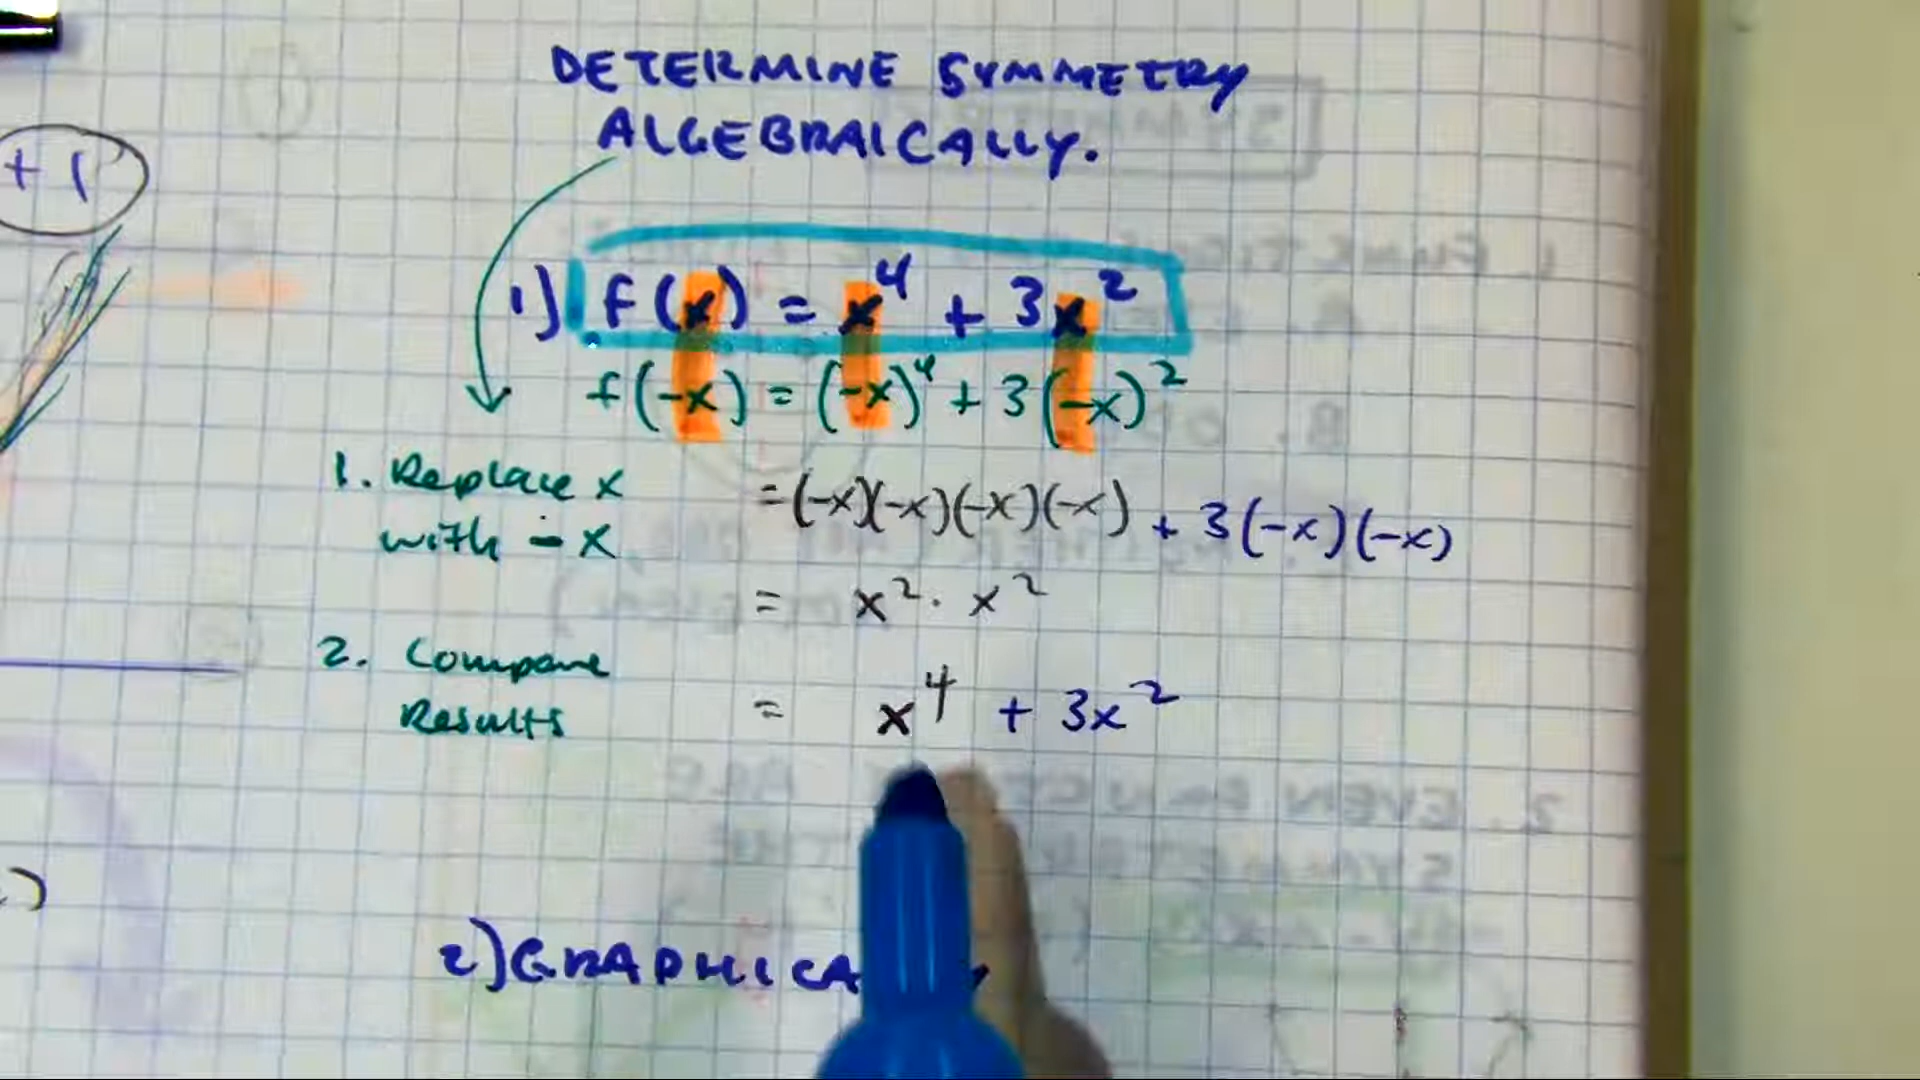 DETERMINE SYMMETRY
ALGEBRAICALLY.
+ 1
1) f(x) = x⁴ + 3x²
f(-x) = (-x)⁴ + 3(-x)²
1. Replace x
with -x
= (-x)(-x)(-x)(-x) + 3(-x)(-x)
= x² · x²
2. Compare
Results
= x⁴ + 3x²
2) GRAPHICA